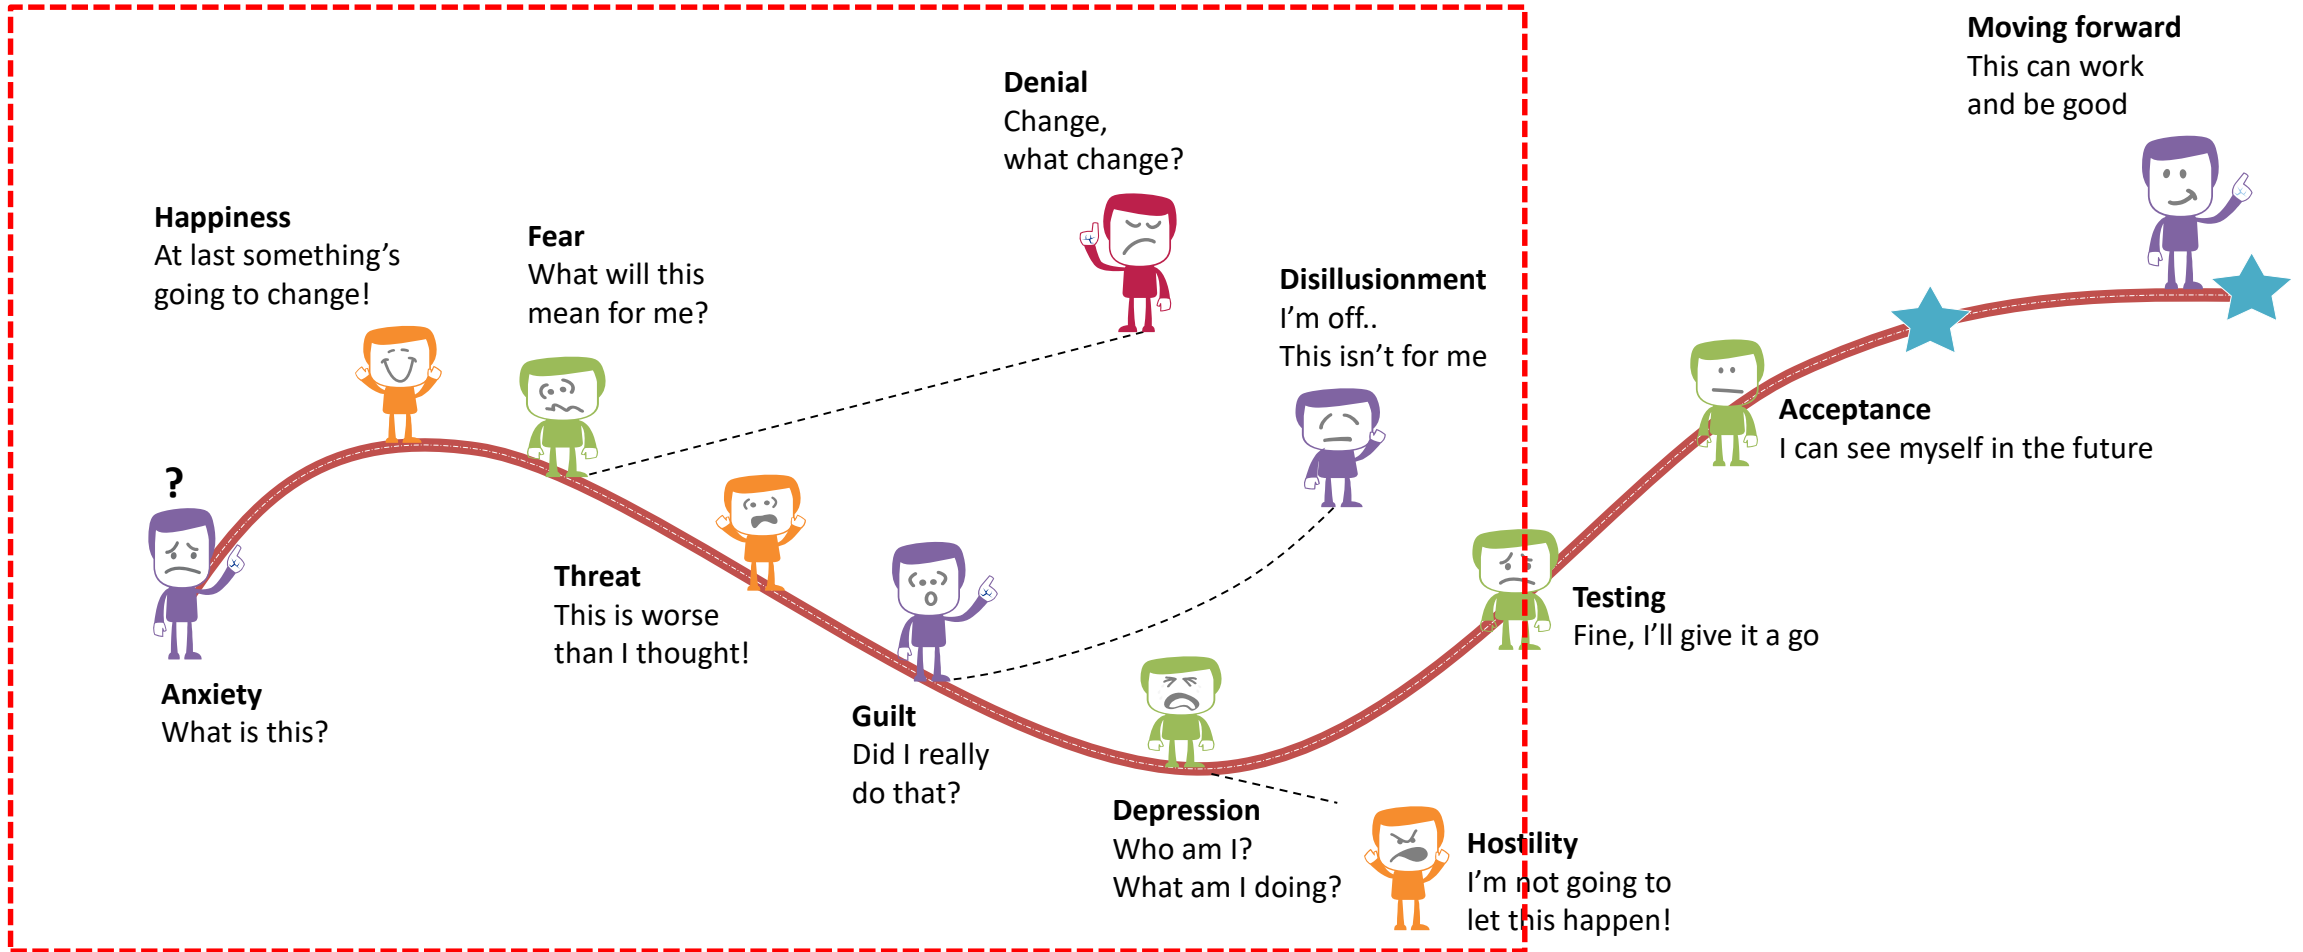 Moving forward
This can work
and be good
Denial
Change,
what change?
Happiness
At last something's
going to change!
Fear
What will this
mean for me?
Disillusionment
I'm off..
This isn't for me
Acceptance
I can see myself in the future
?
Threat
This is worse
than I thought!
Testing
Fine, I'll give it a go
Anxiety
What is this?
Guilt
Did I really
do that?
Depression
Who am I?
What am I doing?
Hostility
I'm not going to
let this happen!